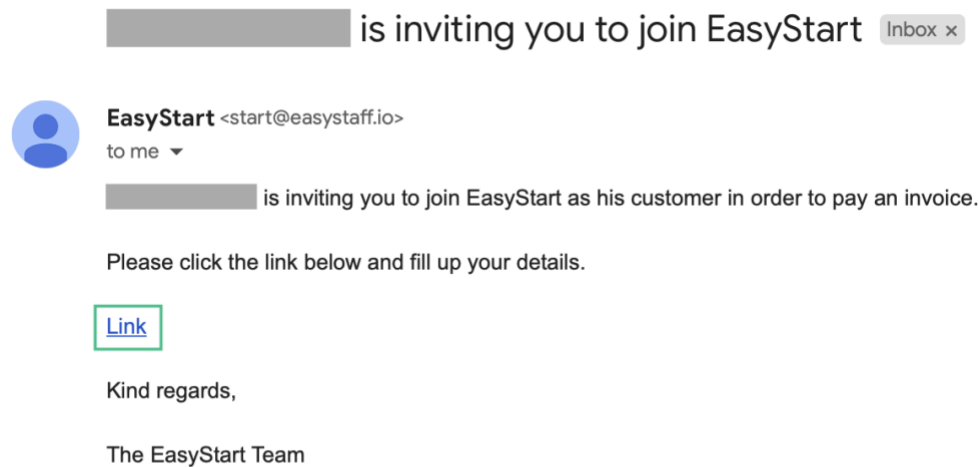 is inviting you to join EasyStart Inbox ×
EasyStart <start@easystaff.io>
to me
is inviting you to join EasyStart as his customer in order to pay an invoice.
Please click the link below and fill up your details.
Link
Kind regards,
The EasyStart Team